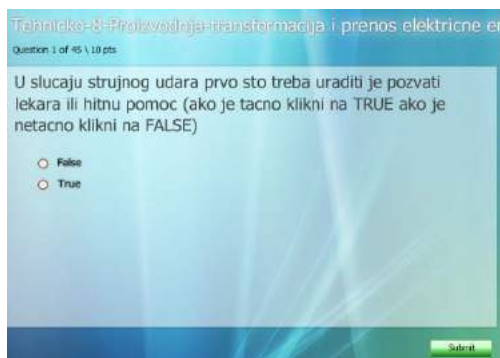 Tehnicko-8-Proizvodnja-transformacija i prenos elektricne e
Question 1 of 45 \ 10 pts
U slucaju strujnog udara prvo sto treba uraditi je pozvati
lekara ili hitnu pomoc (ako je tacno klikni na TRUE ako je
netacno klikni na FALSE)
False
True
Submit